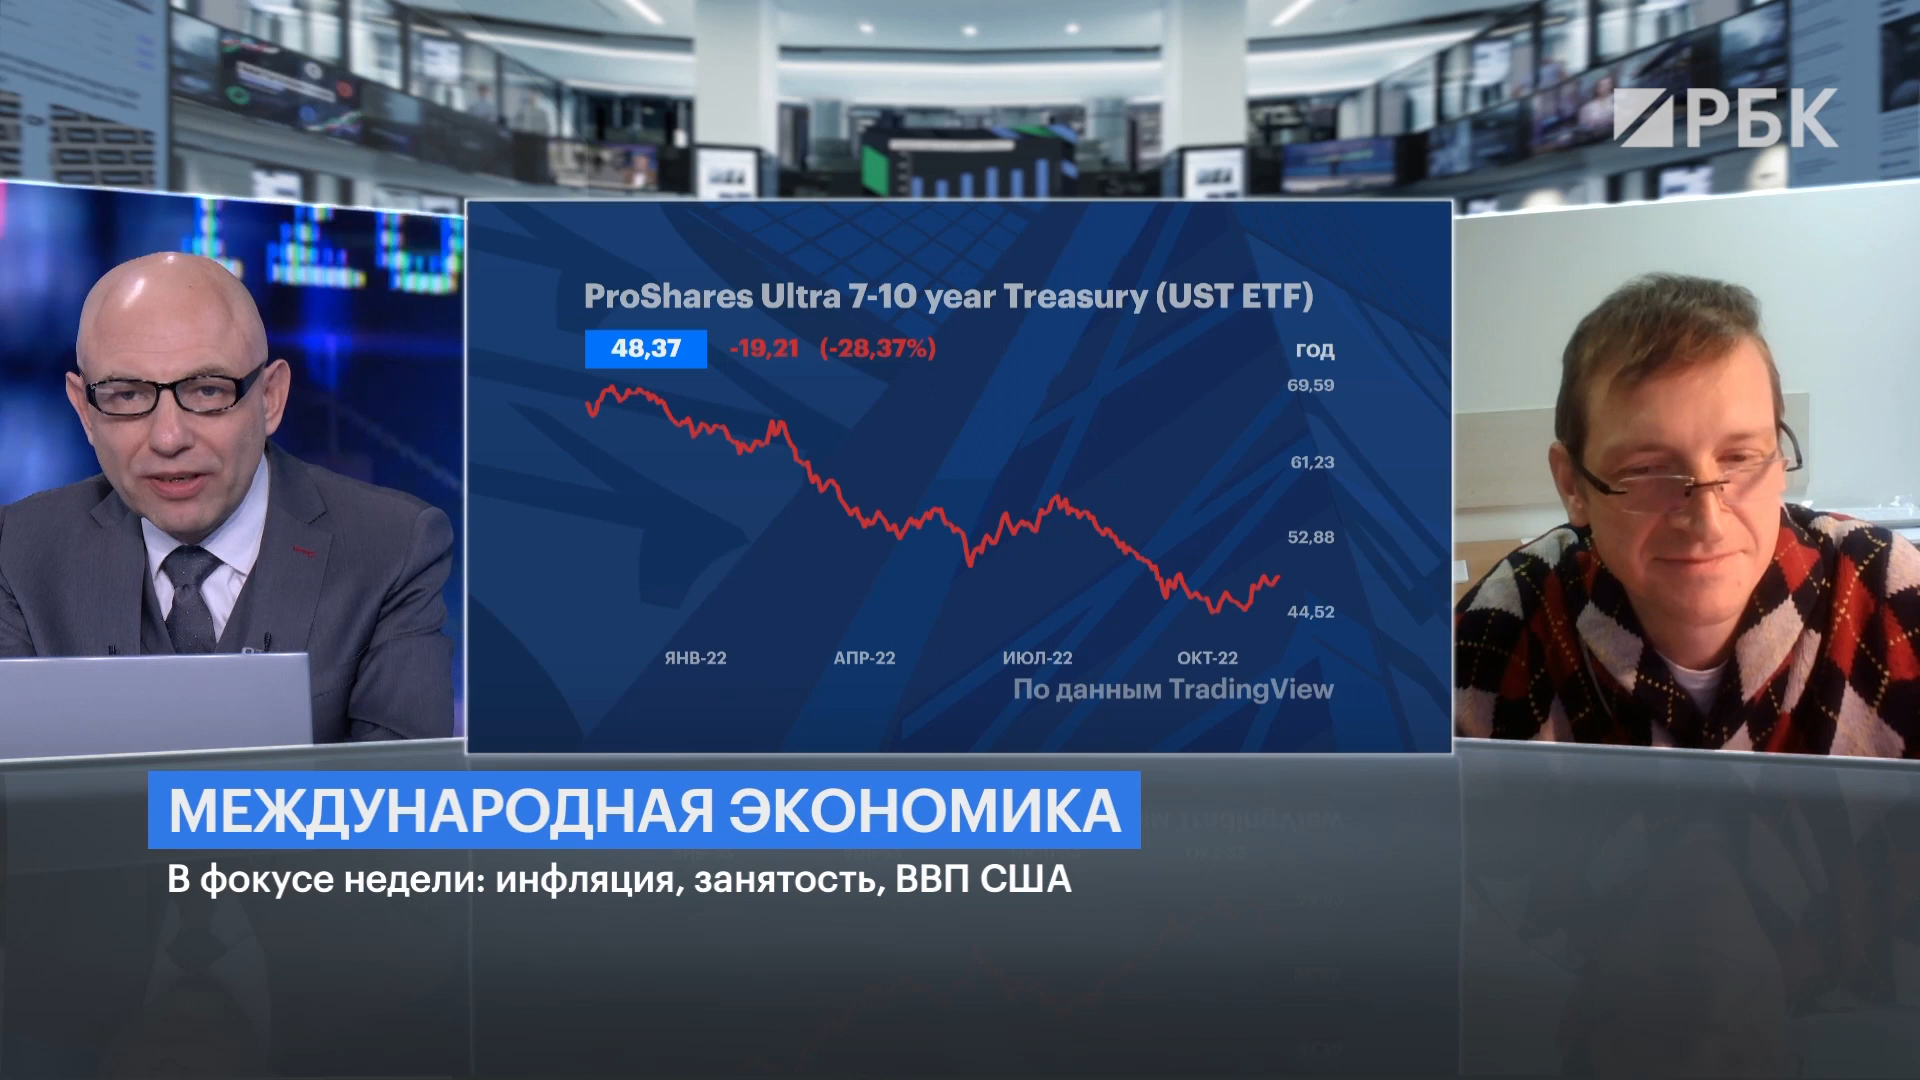 РБК
ProShares Ultra 7-10 year Treasury (UST ETF)
48,37 -19,21 (-28,37%)
ГОД
69,59
61,23
52,88
44,52
ЯНВ-22 АПР-22 ИЮЛ-22 ОКТ-22
По данным TradingView
МЕЖДУНАРОДНАЯ ЭКОНОМИКА
В фокусе недели: инфляция, занятость, ВВП США